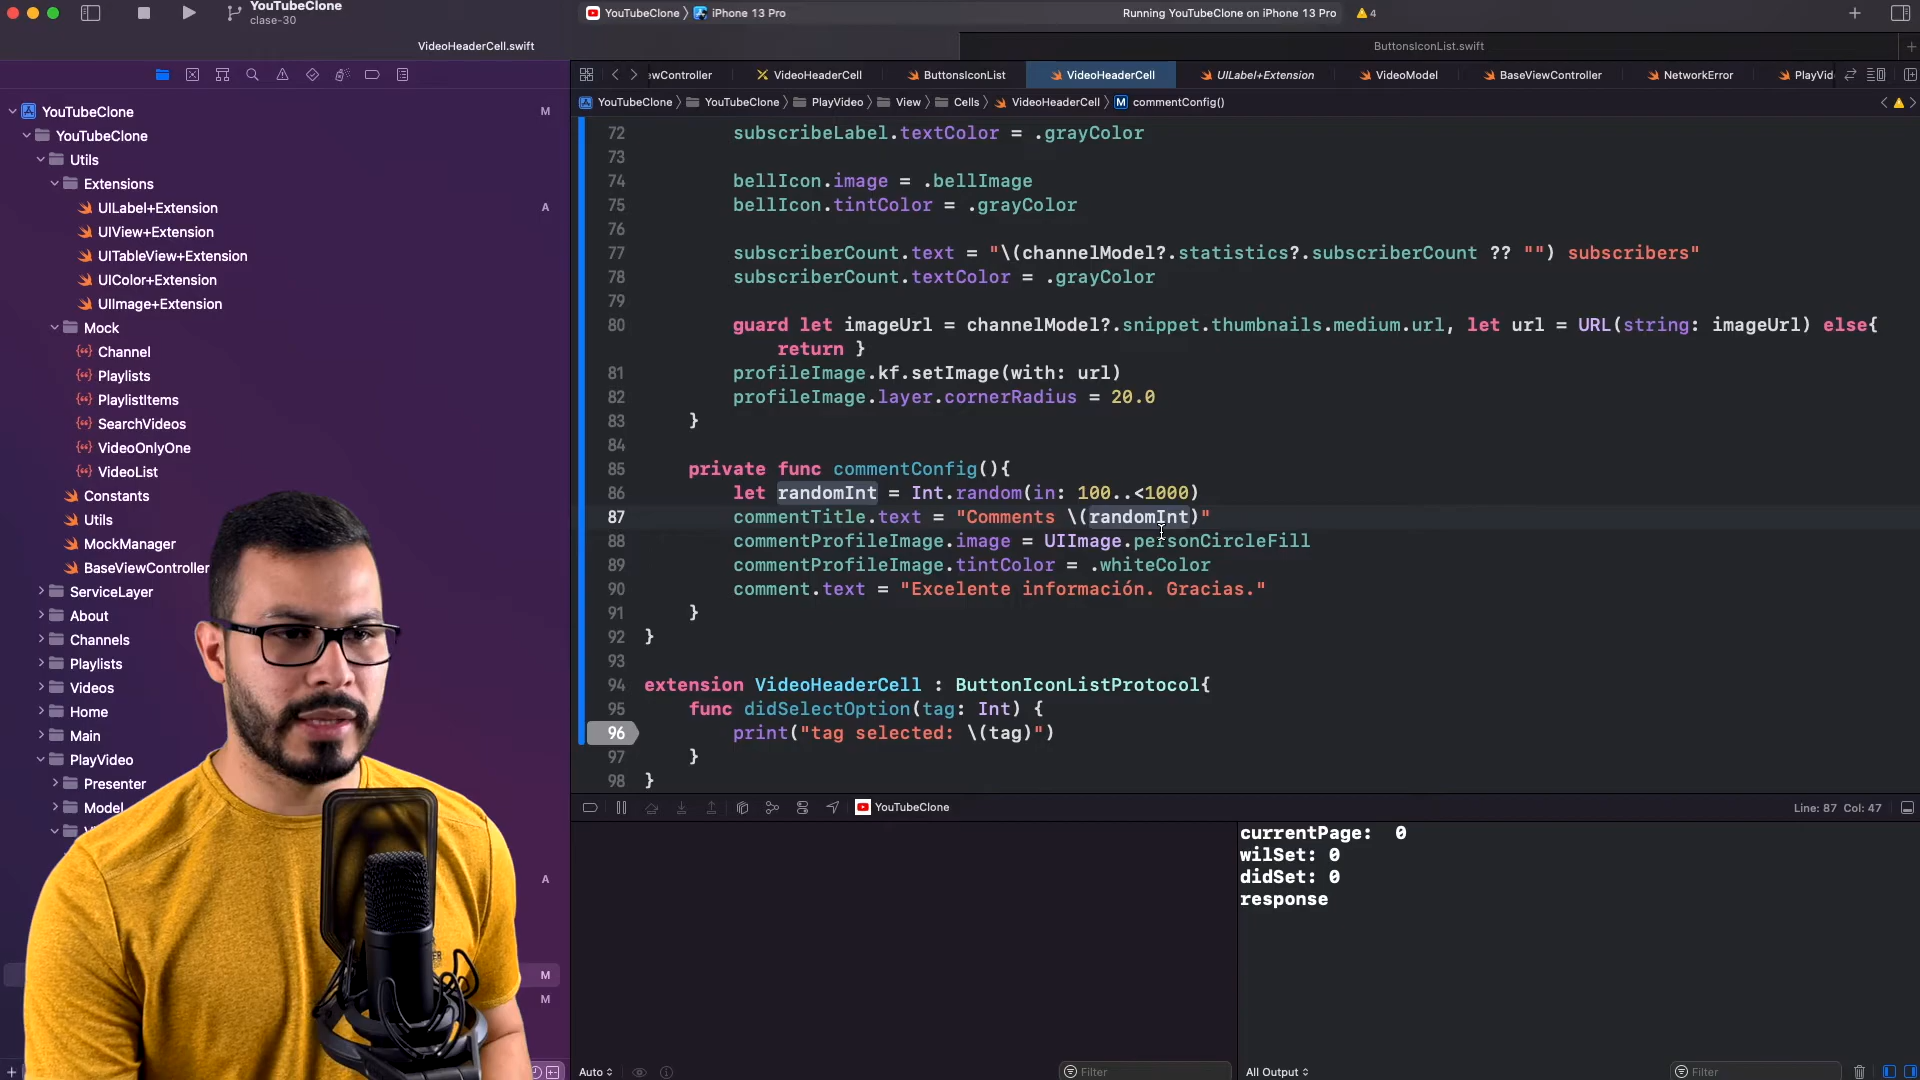 YouTubeClone
clase-30
YouTubeClone
iPhone 13 Pro
Running YouTubeClone on iPhone 13 Pro
4
VideoHeaderCell.swift
ButtonsIconList.swift
ewController
VideoHeaderCell
ButtonsIconList
VideoHeaderCell
UILabel+Extension
VideoModel
BaseViewController
NetworkError
PlayVid
YouTubeClone
YouTubeClone
PlayVideo
View
Cells
VideoHeaderCell
M
commentConfig()
YouTubeClone
M
YouTubeClone
Utils
Extensions
UILabel+Extension
A
UIView+Extension
UITableView+Extension
UIColor+Extension
UIImage+Extension
Mock
Channel
Playlists
PlaylistItems
SearchVideos
VideoOnlyOne
VideoList
Constants
Utils
MockManager
BaseViewController
ServiceLayer
About
Channels
Playlists
Videos
Home
Main
PlayVideo
Presenter
Model
A
M
M
72 subscribeLabel.textColor = .grayColor
73
74 bellIcon.image = .bellImage
75 bellIcon.tintColor = .grayColor
76
77 subscriberCount.text = "\(channelModel?.statistics?.subscriberCount ?? "") subscribers"
78 subscriberCount.textColor = .grayColor
79
80 guard let imageUrl = channelModel?.snippet.thumbnails.medium.url, let url = URL(string: imageUrl) else{
return }
81 profileImage.kf.setImage(with: url)
82 profileImage.layer.cornerRadius = 20.0
83 }
84
85 private func commentConfig(){
86 let randomInt = Int.random(in: 100..<1000)
87 commentTitle.text = "Comments \(randomInt)"
88 commentProfileImage.image = UIImage.personCircleFill
89 commentProfileImage.tintColor = .whiteColor
90 comment.text = "Excelente información. Gracias."
91 }
92 }
93
94 extension VideoHeaderCell : ButtonIconListProtocol{
95 func didSelectOption(tag: Int) {
96 print("tag selected: \(tag)")
97 }
98 }
YouTubeClone
Line: 87 Col: 47
currentPage: 0
wilSet: 0
didSet: 0
response
Auto
Filter
All Output
Filter